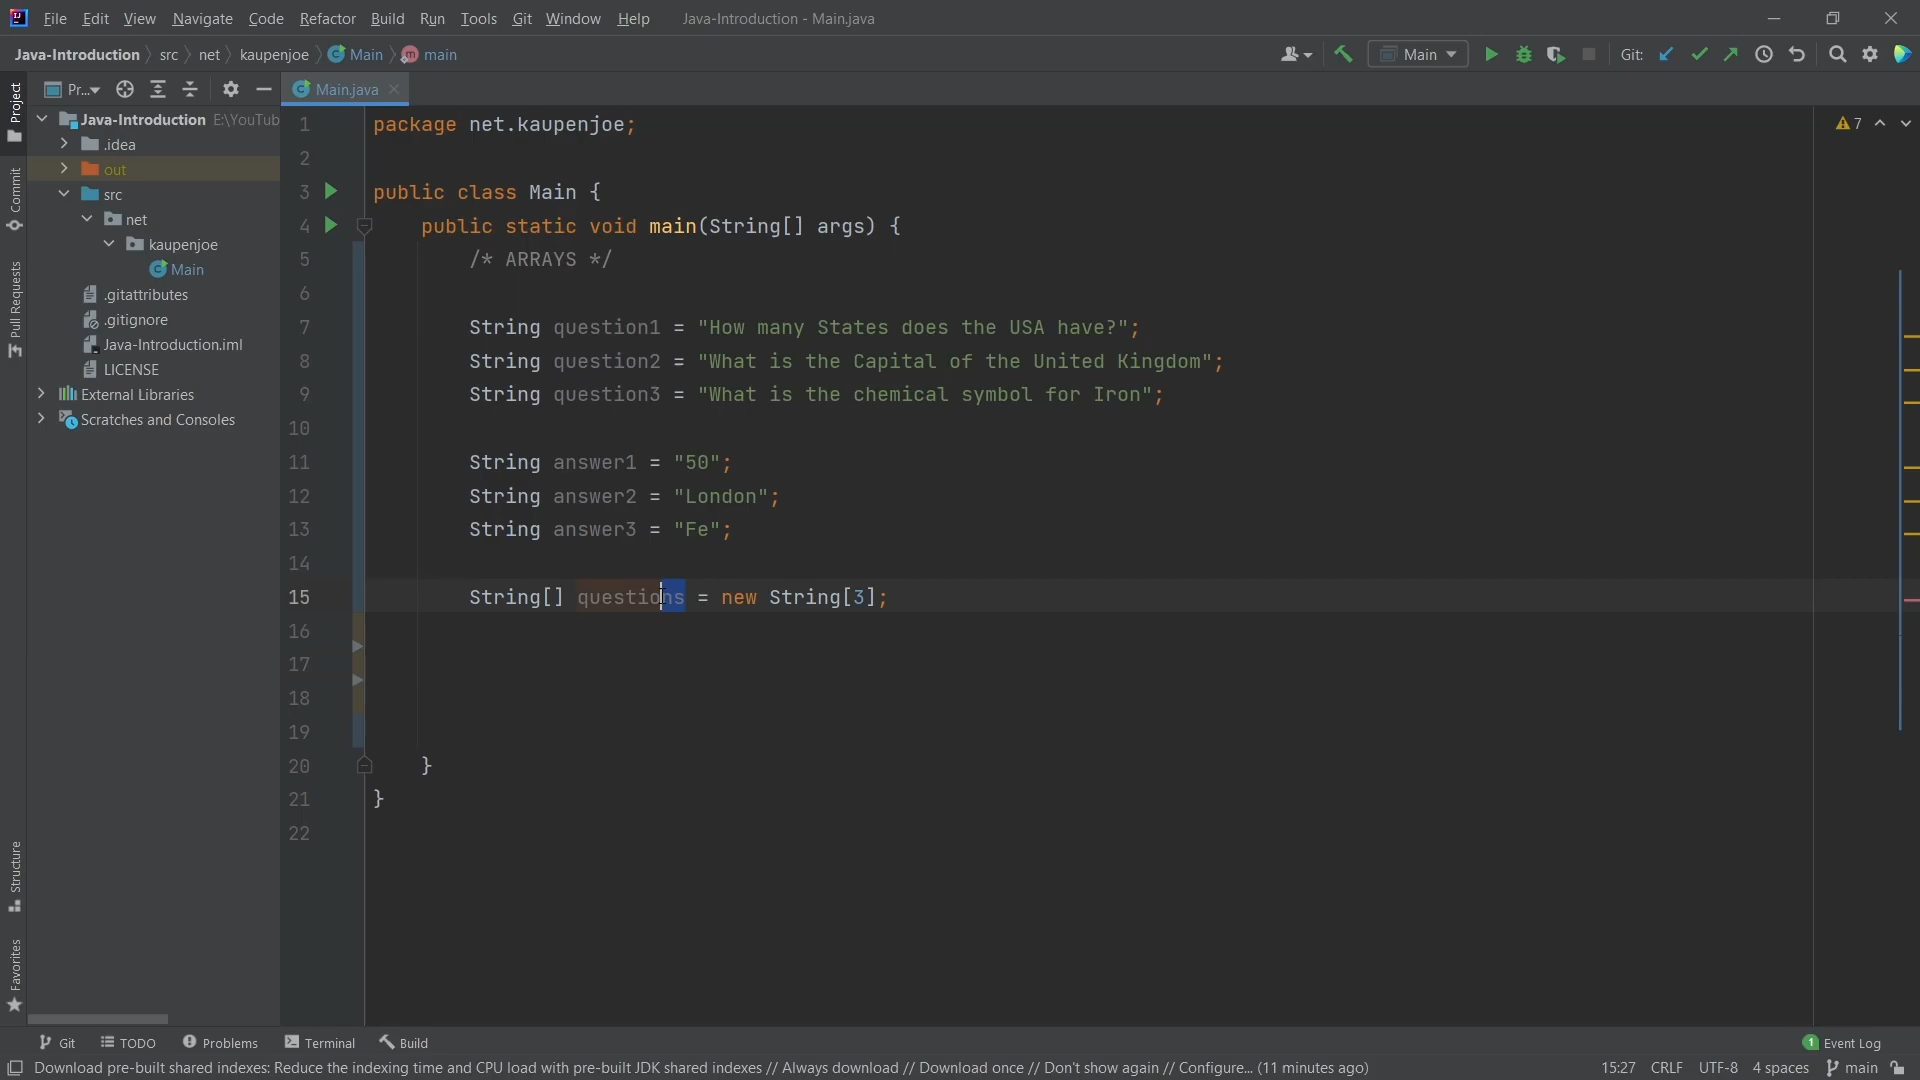 File Edit View Navigate Code Refactor Build Run Tools Git Window Help Java-Introduction - Main.java
Java-Introduction src net kaupenjoe Main main Main Git:
Pr... Main.java
Project
Commit
Pull Requests
Structure
Favorites
Java-Introduction E:\YouTub
.idea
out
src
net
kaupenjoe
Main
.gitattributes
.gitignore
Java-Introduction.iml
LICENSE
External Libraries
Scratches and Consoles
7
1 package net.kaupenjoe;
2
3 public class Main {
4 public static void main(String[] args) {
5 /* ARRAYS */
6
7 String question1 = "How many States does the USA have?";
8 String question2 = "What is the Capital of the United Kingdom";
9 String question3 = "What is the chemical symbol for Iron";
10
11 String answer1 = "50";
12 String answer2 = "London";
13 String answer3 = "Fe";
14
15 String[] questions = new String[3];
16
17
18
19
20 }
21 }
22
Git TODO Problems Terminal Build 1 Event Log
Download pre-built shared indexes: Reduce the indexing time and CPU load with pre-built JDK shared indexes // Always download // Download once // Don't show again // Configure... (11 minutes ago) 15:27 CRLF UTF-8 4 spaces main